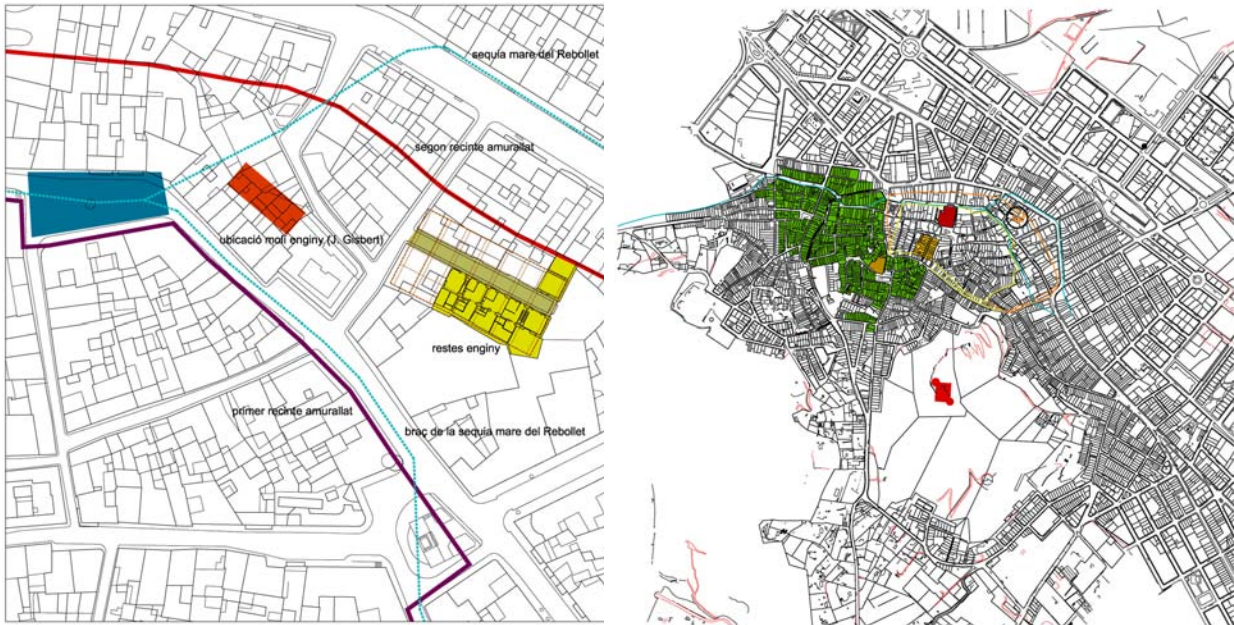 sequia mare del Rebollet
segon recinte amurallat
ubicació molí enginy (J. Gisbert)
restes enginy
primer recinte amurallat
braç de la sequia mare del Rebollet